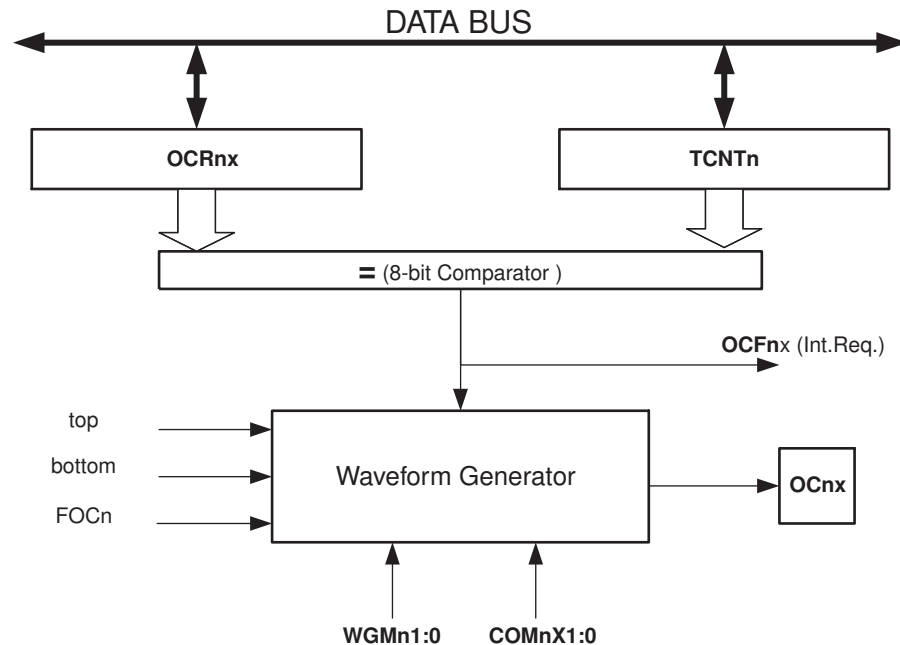 DATA BUS
OCRnx
TCNTn
= (8-bit Comparator )
OCFnx (Int.Req.)
top
bottom
FOCn
Waveform Generator
OCnx
WGMn1:0
COMnX1:0